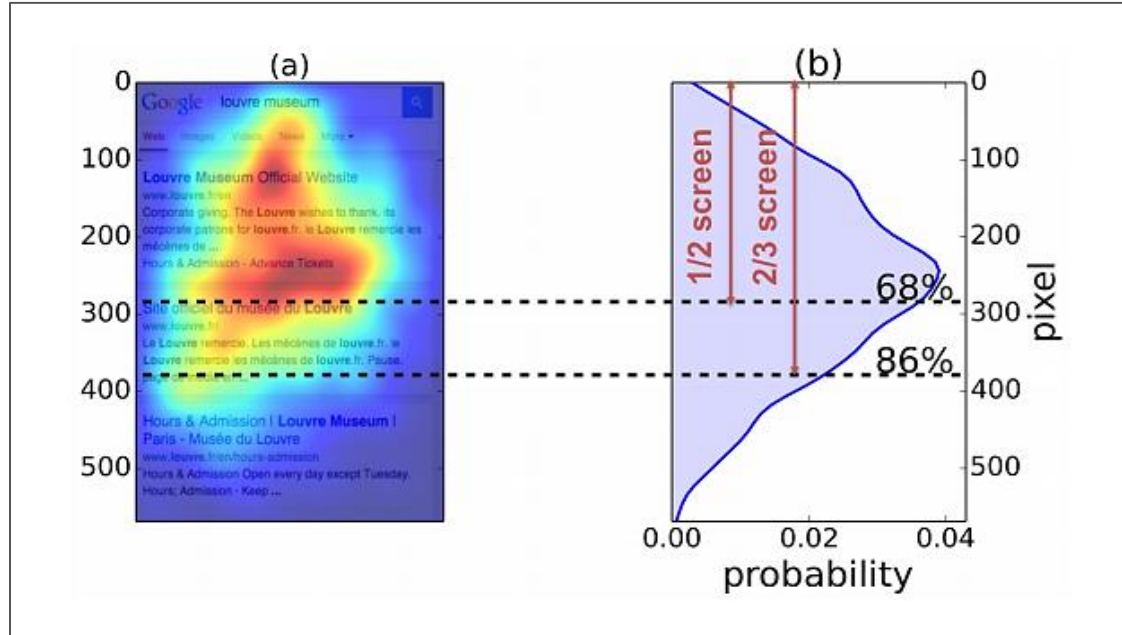 (a)
0
100
200
300
400
500
Google louvre museum
Web Images Videos News More
Louvre Museum Official Website
www.louvre.fr/en
Corporate giving. The Louvre wishes to thank, its
corporate patrons for louvre.fr. le Louvre remercie les
mécènes de ...
Hours & Admission - Advance Tickets
Site officiel du musée du Louvre
www.louvre.fr/
Le Louvre remercie. Les mécènes de louvre.fr. le
Louvre remercie les mécènes de louvre.fr. Pause.
Hours & Admission | Louvre Museum |
Paris - Musée du Louvre
www.louvre.fr/en/hours-admission
Hours & Admission Open every day except Tuesday.
Hours; Admission - Keep ...
(b)
1/2 screen
2/3 screen
68%
86%
0
100
200
300
400
500
pixel
0.00 0.02 0.04
probability